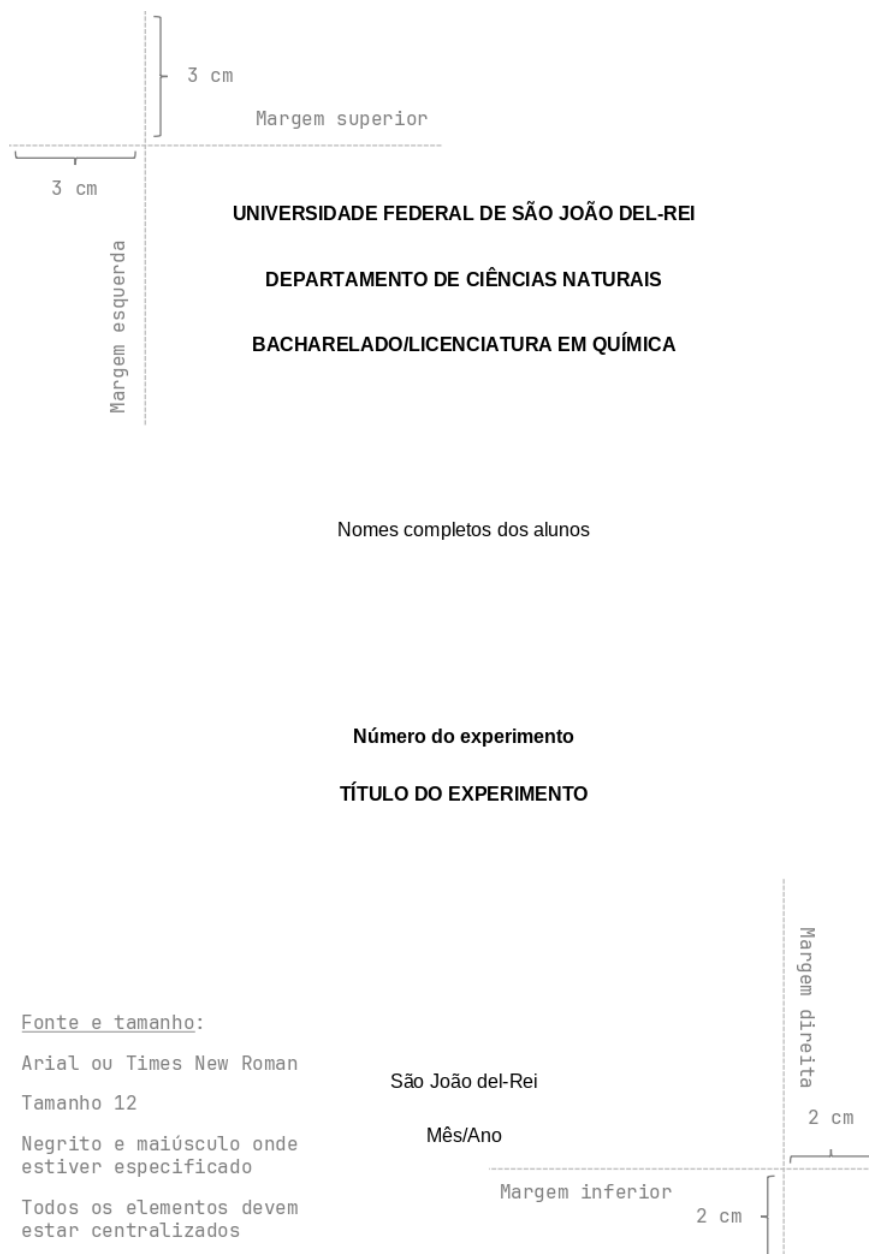 3 cm
Margem superior
3 cm
Margem esquerda
UNIVERSIDADE FEDERAL DE SÃO JOÃO DEL-REI
DEPARTAMENTO DE CIÊNCIAS NATURAIS
BACHARELADO/LICENCIATURA EM QUÍMICA
Nomes completos dos alunos
Número do experimento
TÍTULO DO EXPERIMENTO
Fonte e tamanho:
Arial ou Times New Roman
Tamanho 12
Negrito e maiúsculo onde
estiver especificado
Todos os elementos devem
estar centralizados
São João del-Rei
Mês/Ano
Margem direita
2 cm
Margem inferior
2 cm